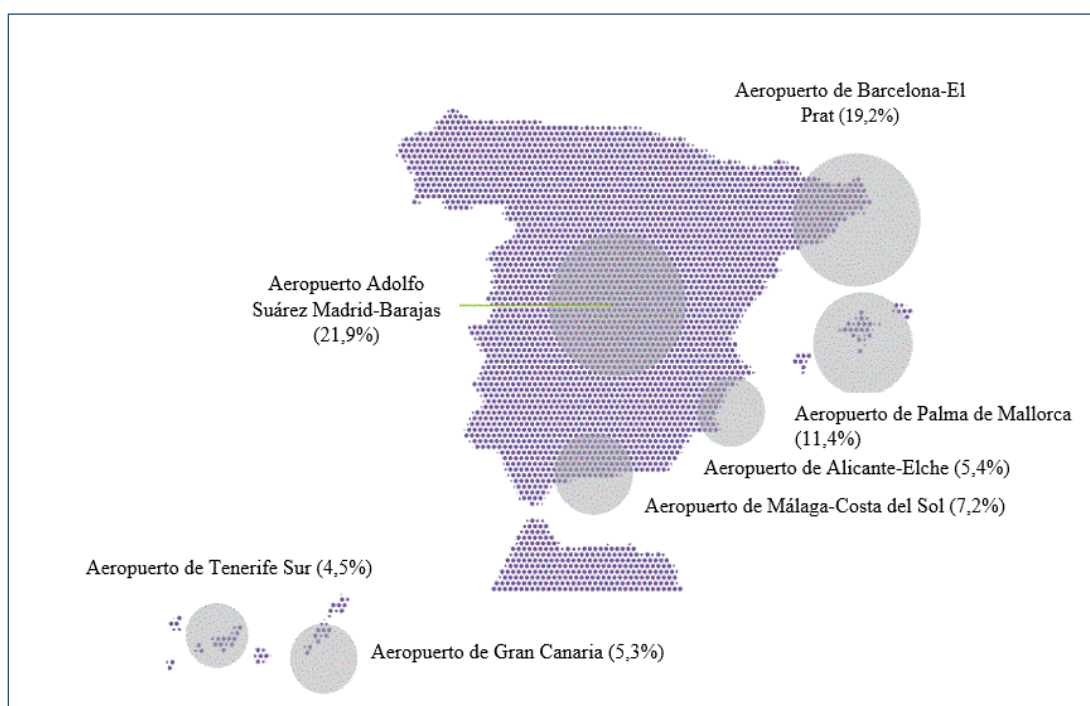 Aeropuerto de Barcelona-El
Prat (19,2%)
Aeropuerto Adolfo
Suárez Madrid-Barajas
(21,9%)
Aeropuerto de Palma de Mallorca
(11,4%)
Aeropuerto de Alicante-Elche (5,4%)
Aeropuerto de Málaga-Costa del Sol (7,2%)
Aeropuerto de Tenerife Sur (4,5%)
Aeropuerto de Gran Canaria (5,3%)